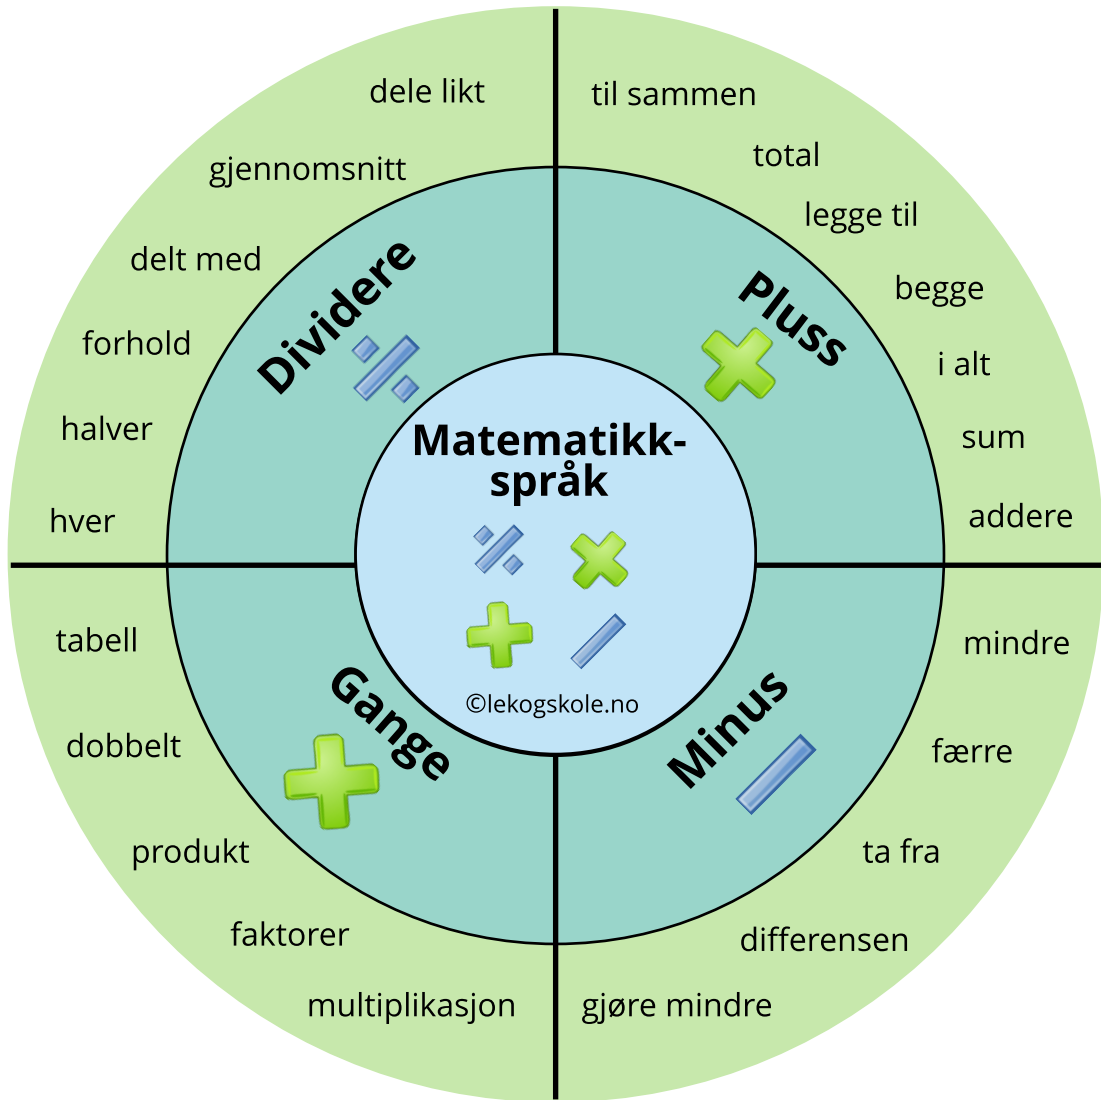 Matematikk-
språk
©lekogskole.no
Dividere
dele likt
gjennomsnitt
delt med
forhold
halver
hver
Pluss
til sammen
total
legge til
begge
i alt
sum
addere
Gange
tabell
dobbelt
produkt
faktorer
multiplikasjon
Minus
mindre
færre
ta fra
differensen
gjøre mindre